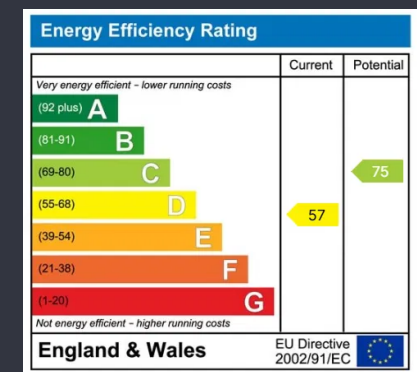 Energy Efficiency Rating
Current Potential
Very energy efficient - lower running costs
(92 plus) A
(81-91) B
(69-80) C 75
(55-68) D 57
(39-54) E
(21-38) F
(1-20) G
Not energy efficient - higher running costs
England & Wales EU Directive
2002/91/EC